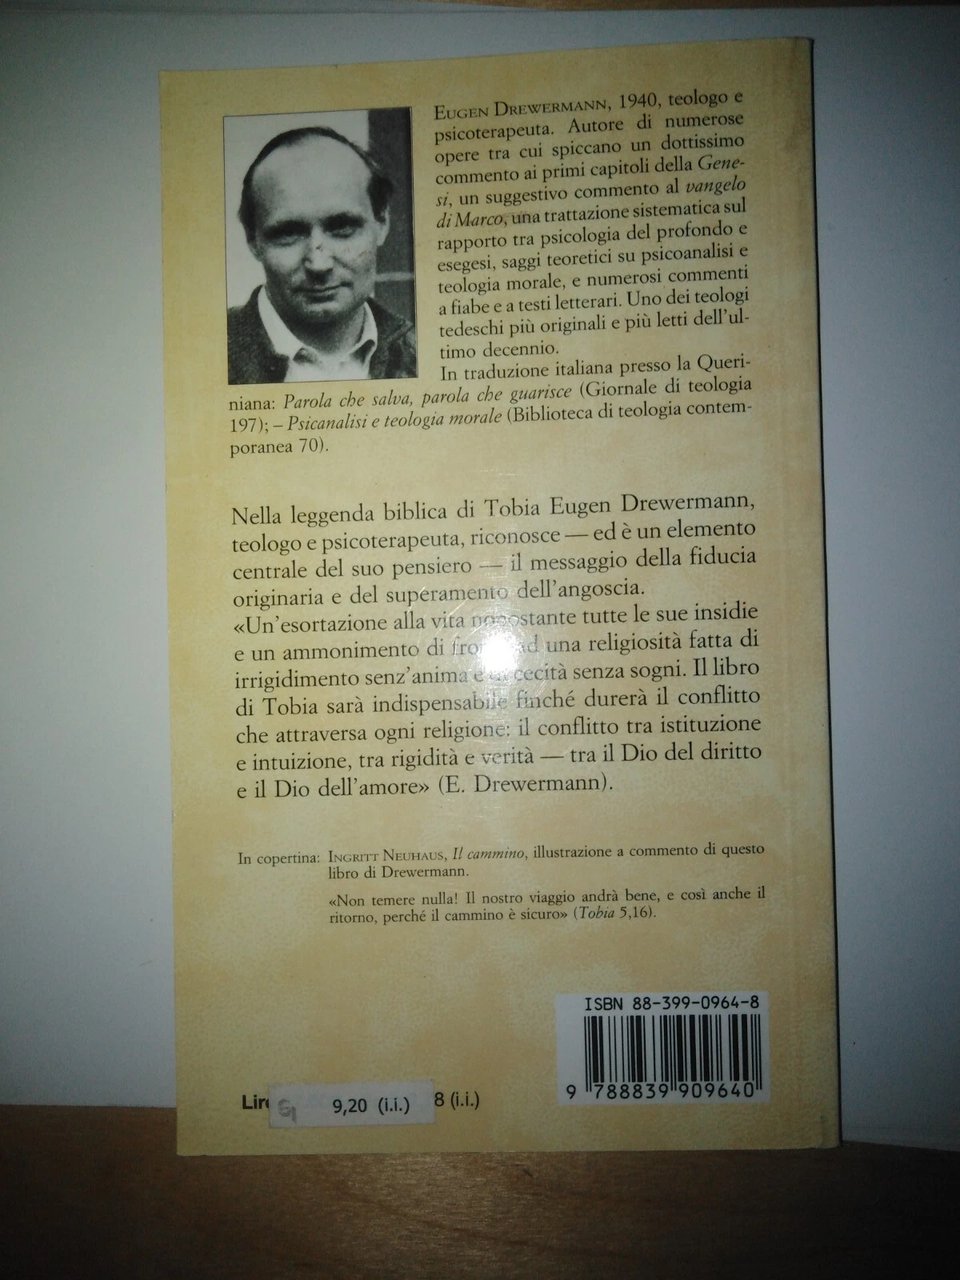 EUGEN DREWERMANN, 1940, teologo e
psicoterapeuta. Autore di numerose
opere tra cui spiccano un dottissimo
commento ai primi capitoli della Gene-
si, un suggestivo commento al vangelo
di Marco, una trattazione sistematica sul
rapporto tra psicologia del profondo e
esegesi, saggi teoretici su psicoanalisi e
teologia morale, e numerosi commenti
a fiabe e a testi letterari. Uno dei teologi
tedeschi più originali e più letti dell'ul-
timo decennio.
In traduzione italiana presso la Queri-
niana: Parola che salva, parola che guarisce (Giornale di teologia
197); – Psicanalisi e teologia morale (Biblioteca di teologia contem-
poranea 70).
Nella leggenda biblica di Tobia Eugen Drewermann,
teologo e psicoterapeuta, riconosce — ed è un elemento
centrale del suo pensiero — il messaggio della fiducia
originaria e del superamento dell'angoscia.
«Un'esortazione alla vita nonostante tutte le sue insidie
e un ammonimento di fronte ad una religiosità fatta di
irrigidimento senz'anima e di cecità senza sogni. Il libro
di Tobia sarà indispensabile finché durerà il conflitto
che attraversa ogni religione: il conflitto tra istituzione
e intuizione, tra rigidità e verità — tra il Dio del diritto
e il Dio dell'amore» (E. Drewermann).
In copertina: INGRITT NEUHAUS, Il cammino, illustrazione a commento di questo
libro di Drewermann.
«Non temere nulla! Il nostro viaggio andrà bene, e così anche il
ritorno, perché il cammino è sicuro» (Tobia 5,16).
ISBN 88-399-0964-8
9 788839 909640
Lire 9,20 (i.i.) 8 (i.i.)